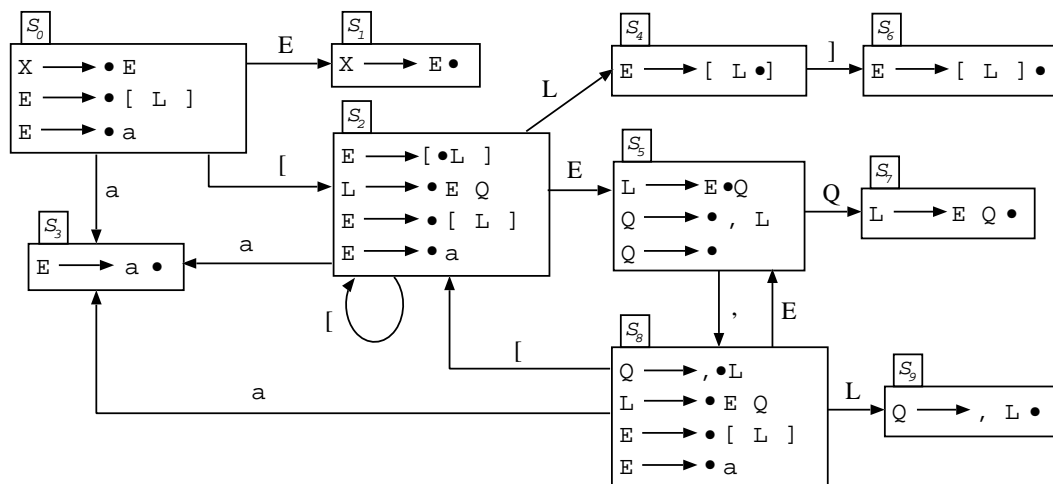 S0
X ⟶ • E
E ⟶ • [ L ]
E ⟶ • a
E
S1
X ⟶ E •
[
a
S2
E ⟶ [ • L ]
L ⟶ • E Q
E ⟶ • [ L ]
E ⟶ • a
[
a
S3
E ⟶ a •
L
S4
E ⟶ [ L • ]
]
S6
E ⟶ [ L ] •
E
S5
L ⟶ E • Q
Q ⟶ • , L
Q ⟶ •
Q
S7
L ⟶ E Q •
,
E
S8
Q ⟶ , • L
L ⟶ • E Q
E ⟶ • [ L ]
E ⟶ • a
[
a
L
S9
Q ⟶ , L •